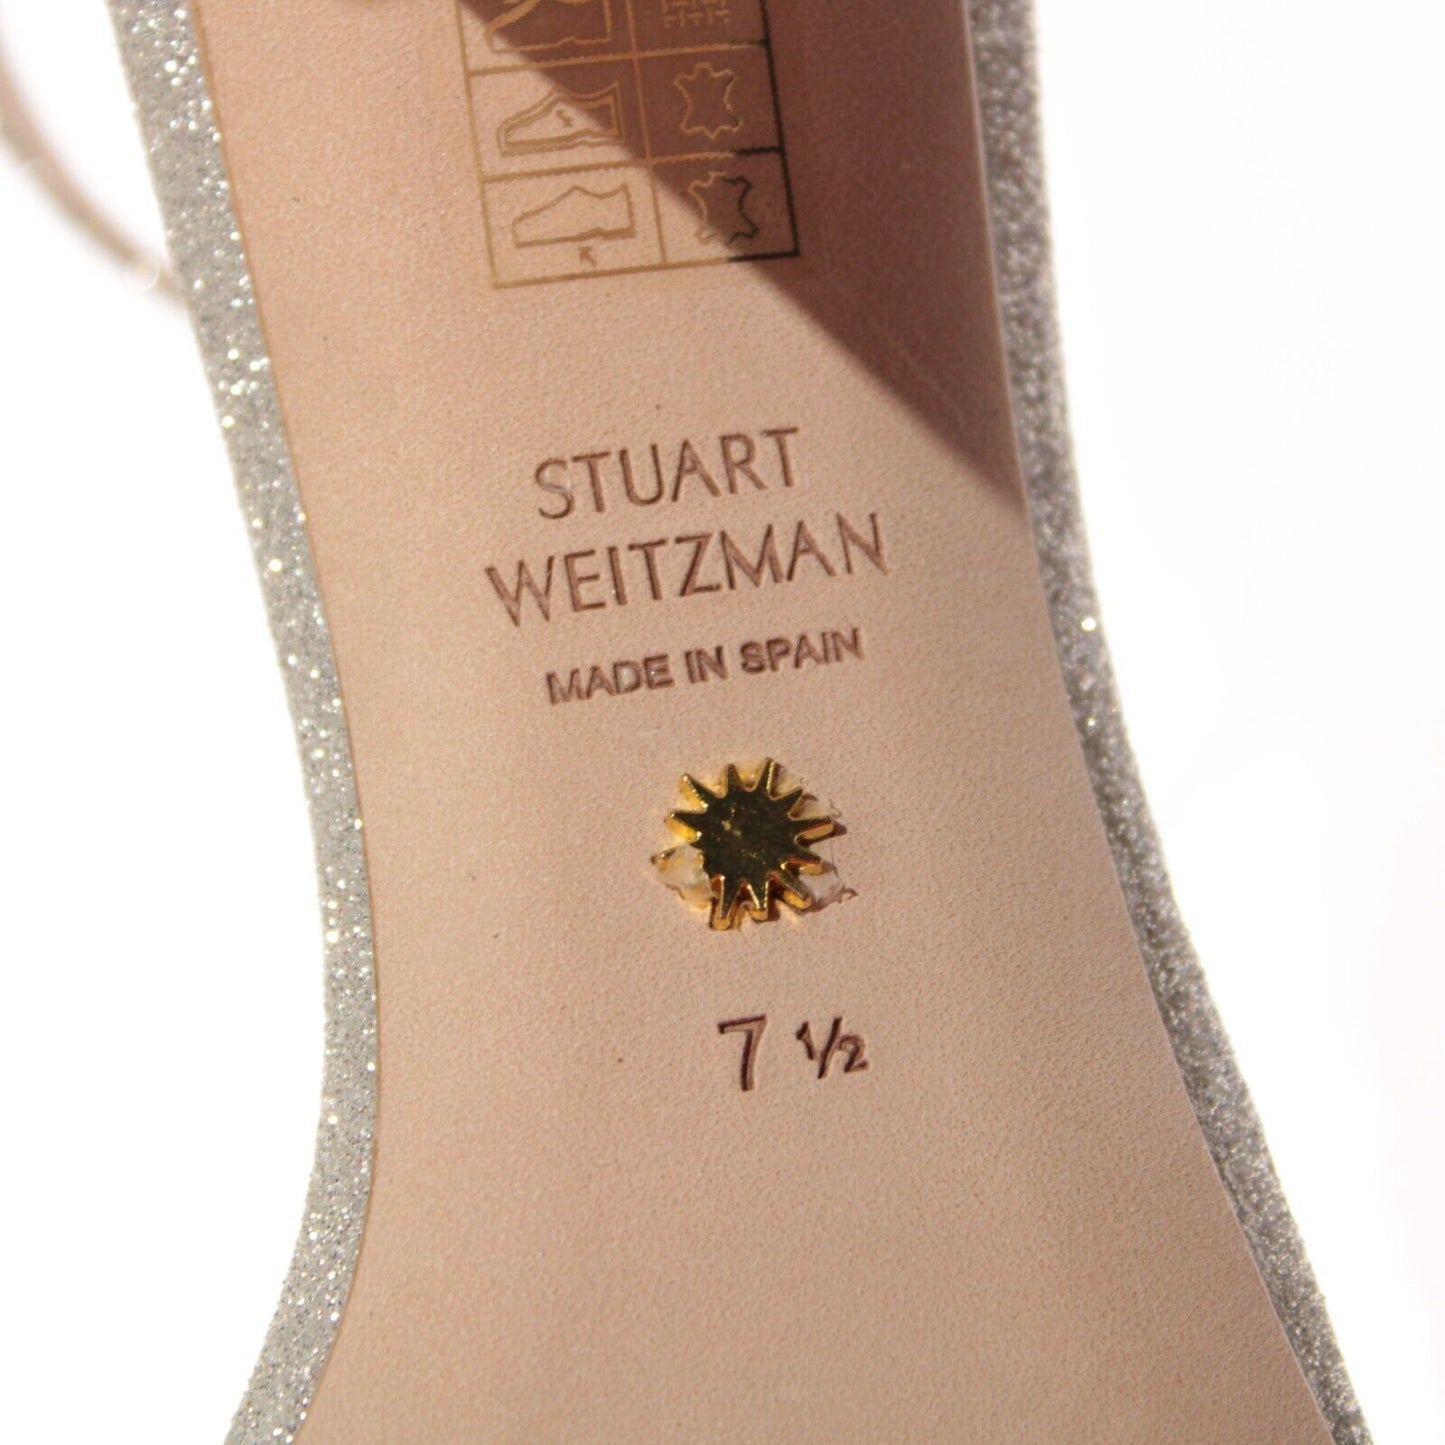 STUART
WEITZMAN
MADE IN SPAIN
7 ½